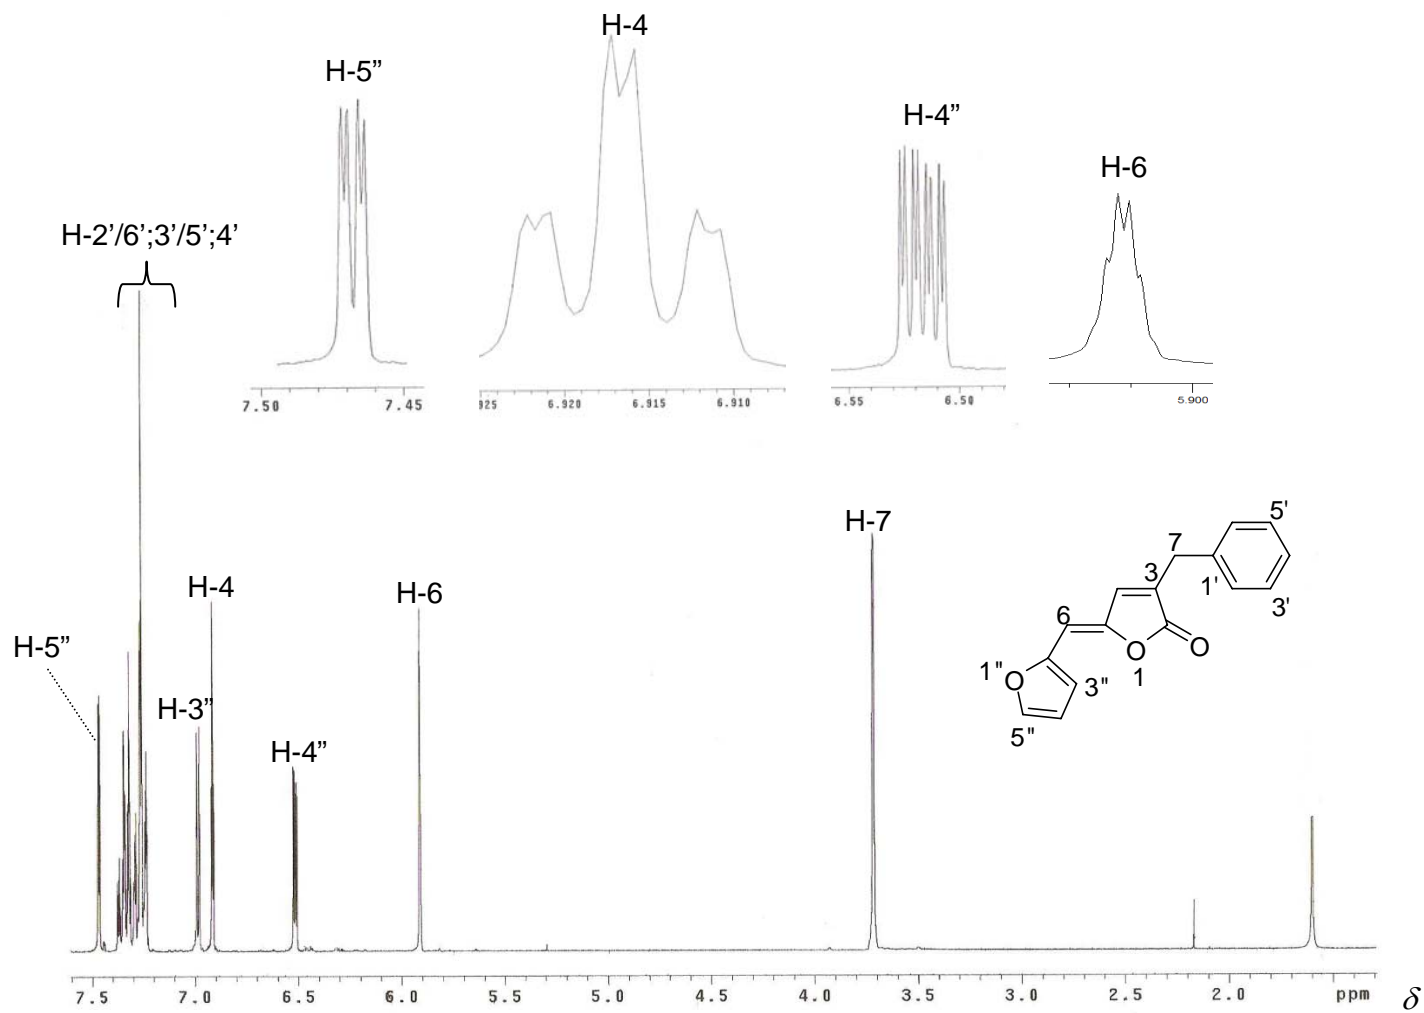 H-4
H-5”
H-4”
H-6
H-2’/6’;3’/5’;4’
7.50 7.45
925 6.920 6.915 6.910
6.55 6.50
5.900
H-7
H-4
H-6
H-5”
H-3”
H-4”
5'
7
3
1'
3'
6
O
O
1
1"
O
3"
5"
7.5 7.0 6.5 6.0 5.5 5.0 4.5 4.0 3.5 3.0 2.5 2.0 ppm δ